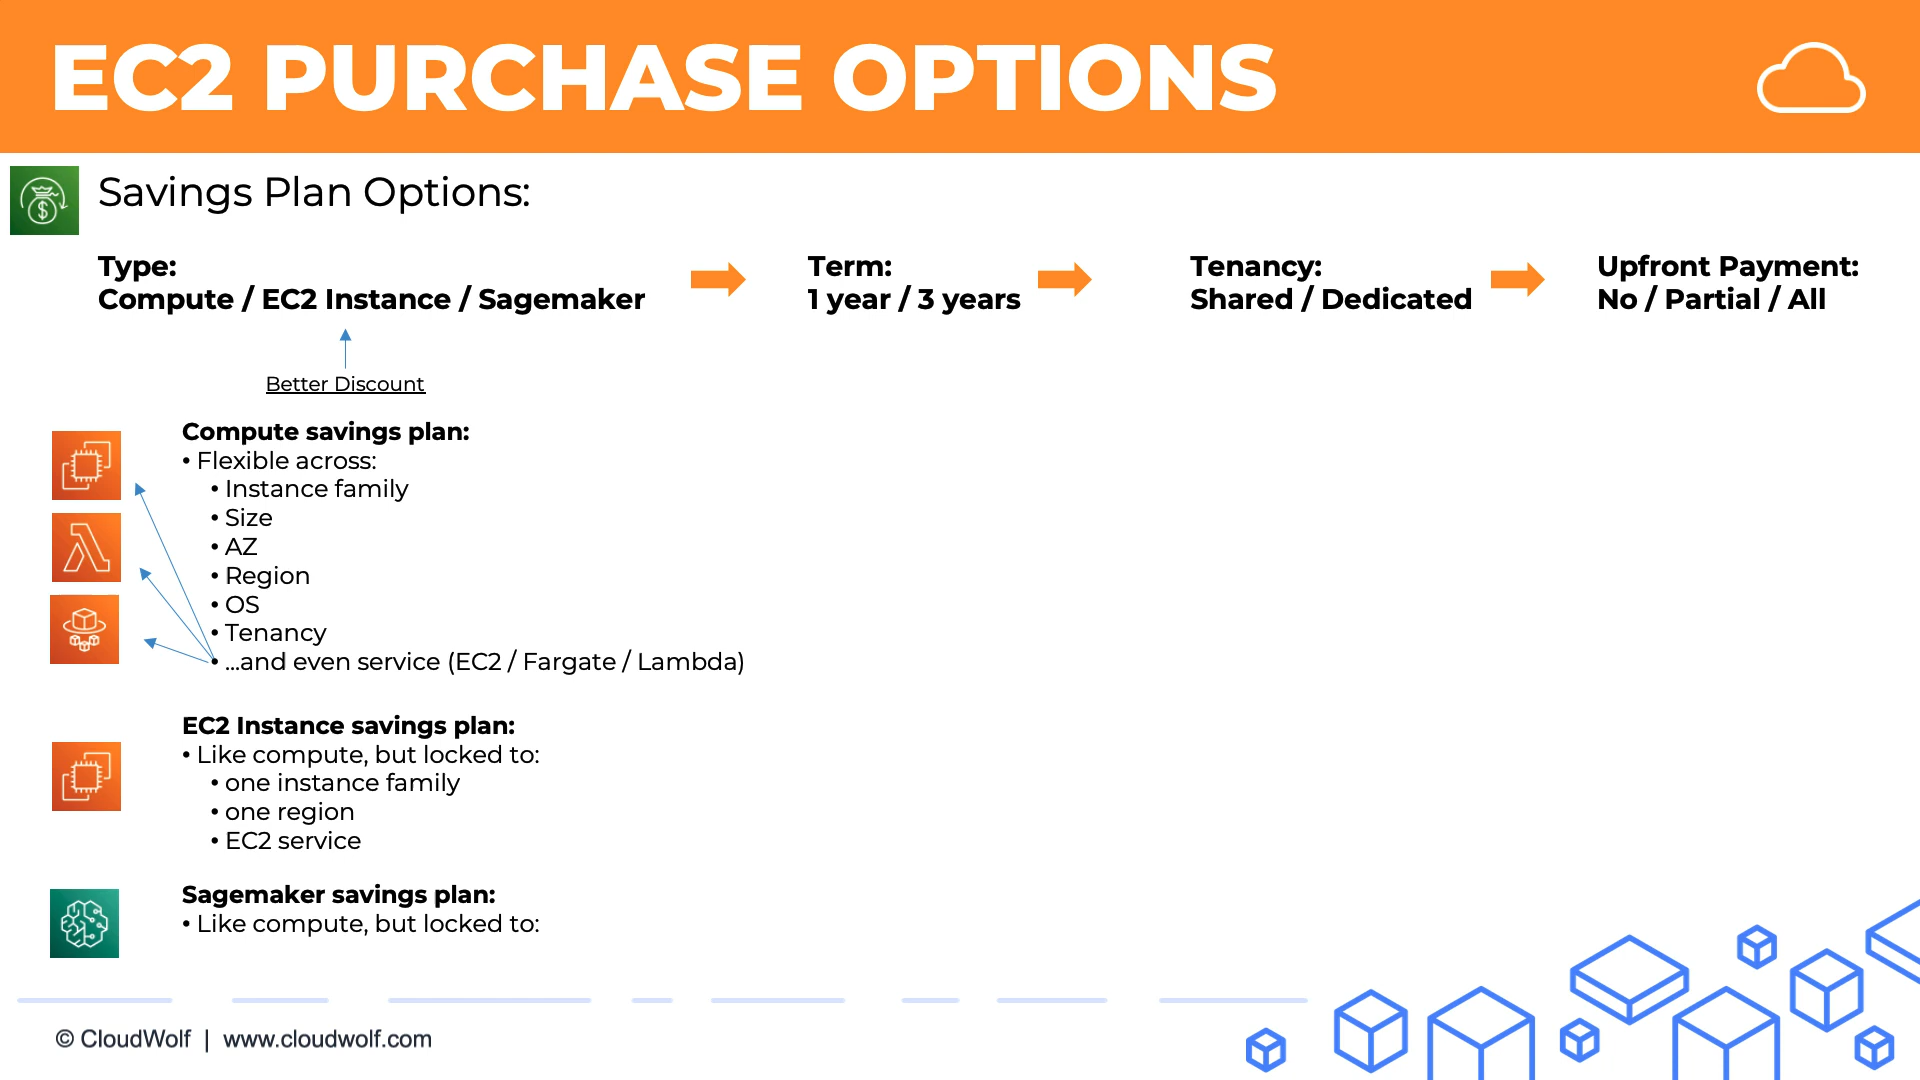 EC2 PURCHASE OPTIONS
Savings Plan Options:
Type:
Compute / EC2 Instance / Sagemaker
Term:
1 year / 3 years
Tenancy:
Shared / Dedicated
Upfront Payment:
No / Partial / All
Better Discount
Compute savings plan:
• Flexible across:
• Instance family
• Size
• AZ
• Region
• OS
• Tenancy
• ...and even service (EC2 / Fargate / Lambda)
EC2 Instance savings plan:
• Like compute, but locked to:
• one instance family
• one region
• EC2 service
Sagemaker savings plan:
• Like compute, but locked to:
© CloudWolf | www.cloudwolf.com